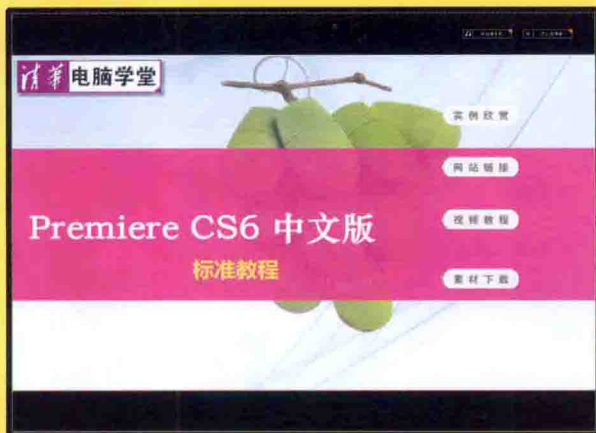 清华电脑学堂
实例欣赏
网站链接
Premiere CS6 中文版
视频教程
标准教程
素材下载